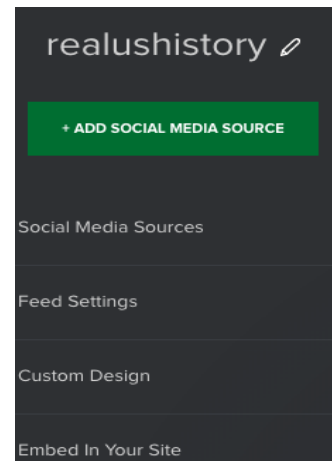 realushistory
+ ADD SOCIAL MEDIA SOURCE
Social Media Sources
Feed Settings
Custom Design
Embed In Your Site